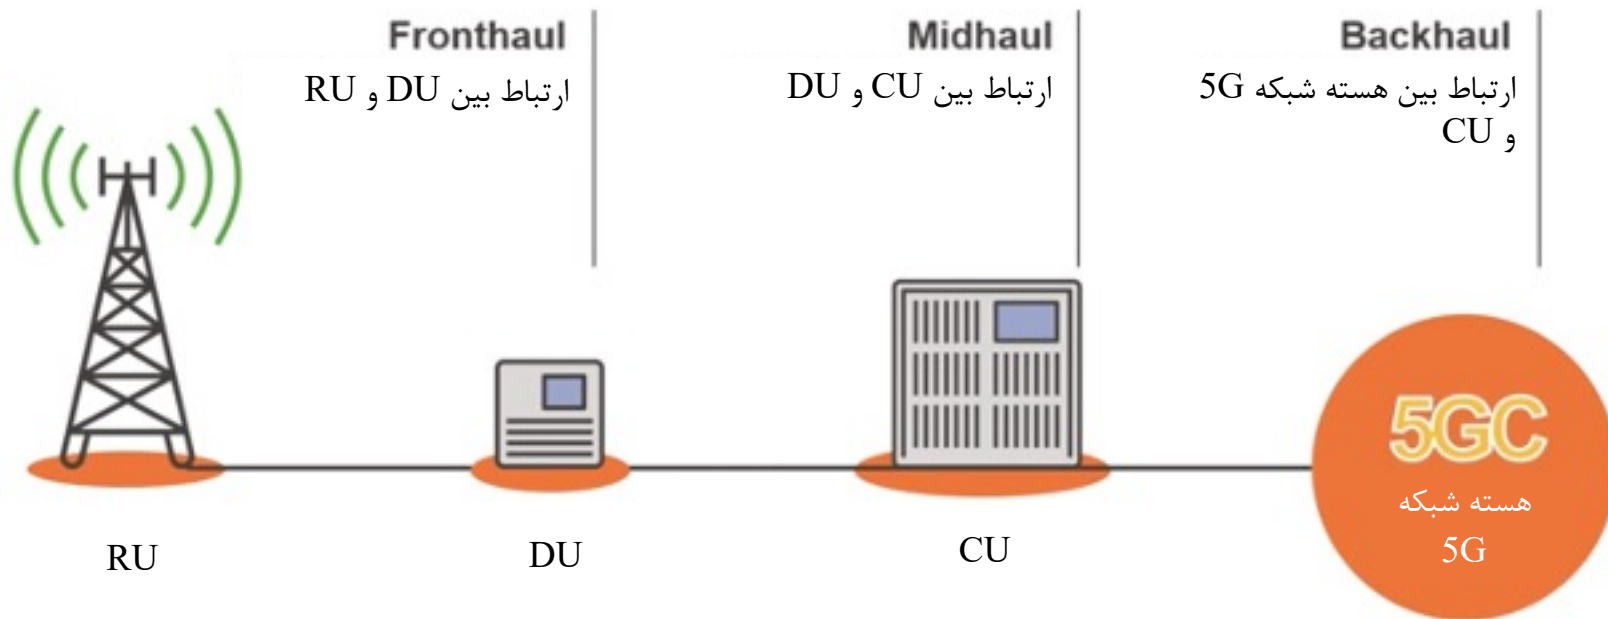 Fronthaul
ارتباط بین DU و RU
Midhaul
ارتباط بین CU و DU
Backhaul
ارتباط بین هسته شبکه 5G
و CU
RU
DU
CU
5GC
هسته شبکه
5G